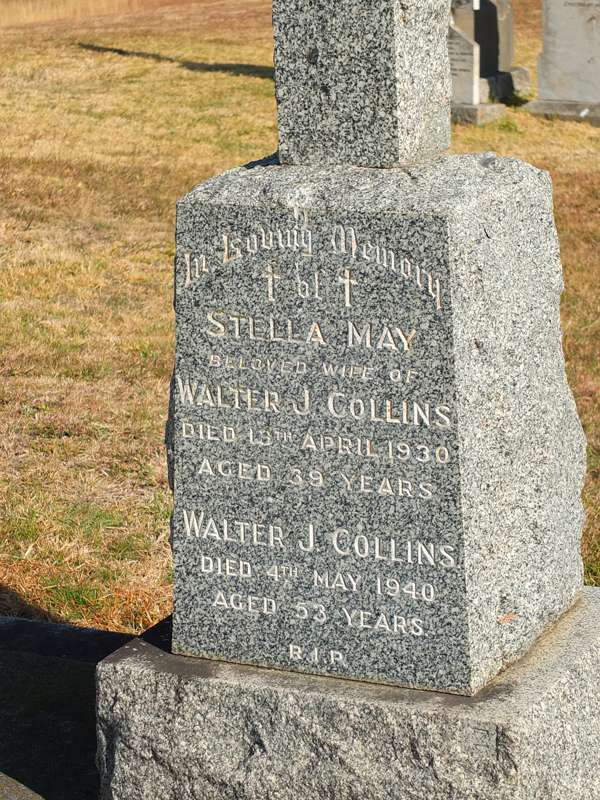 In Loving Memory
of
STELLA MAY
BELOVED WIFE OF
WALTER J. COLLINS
DIED 13TH APRIL 1930
AGED 39 YEARS
WALTER J. COLLINS
DIED 4TH MAY 1940
AGED 53 YEARS
R.I.P.